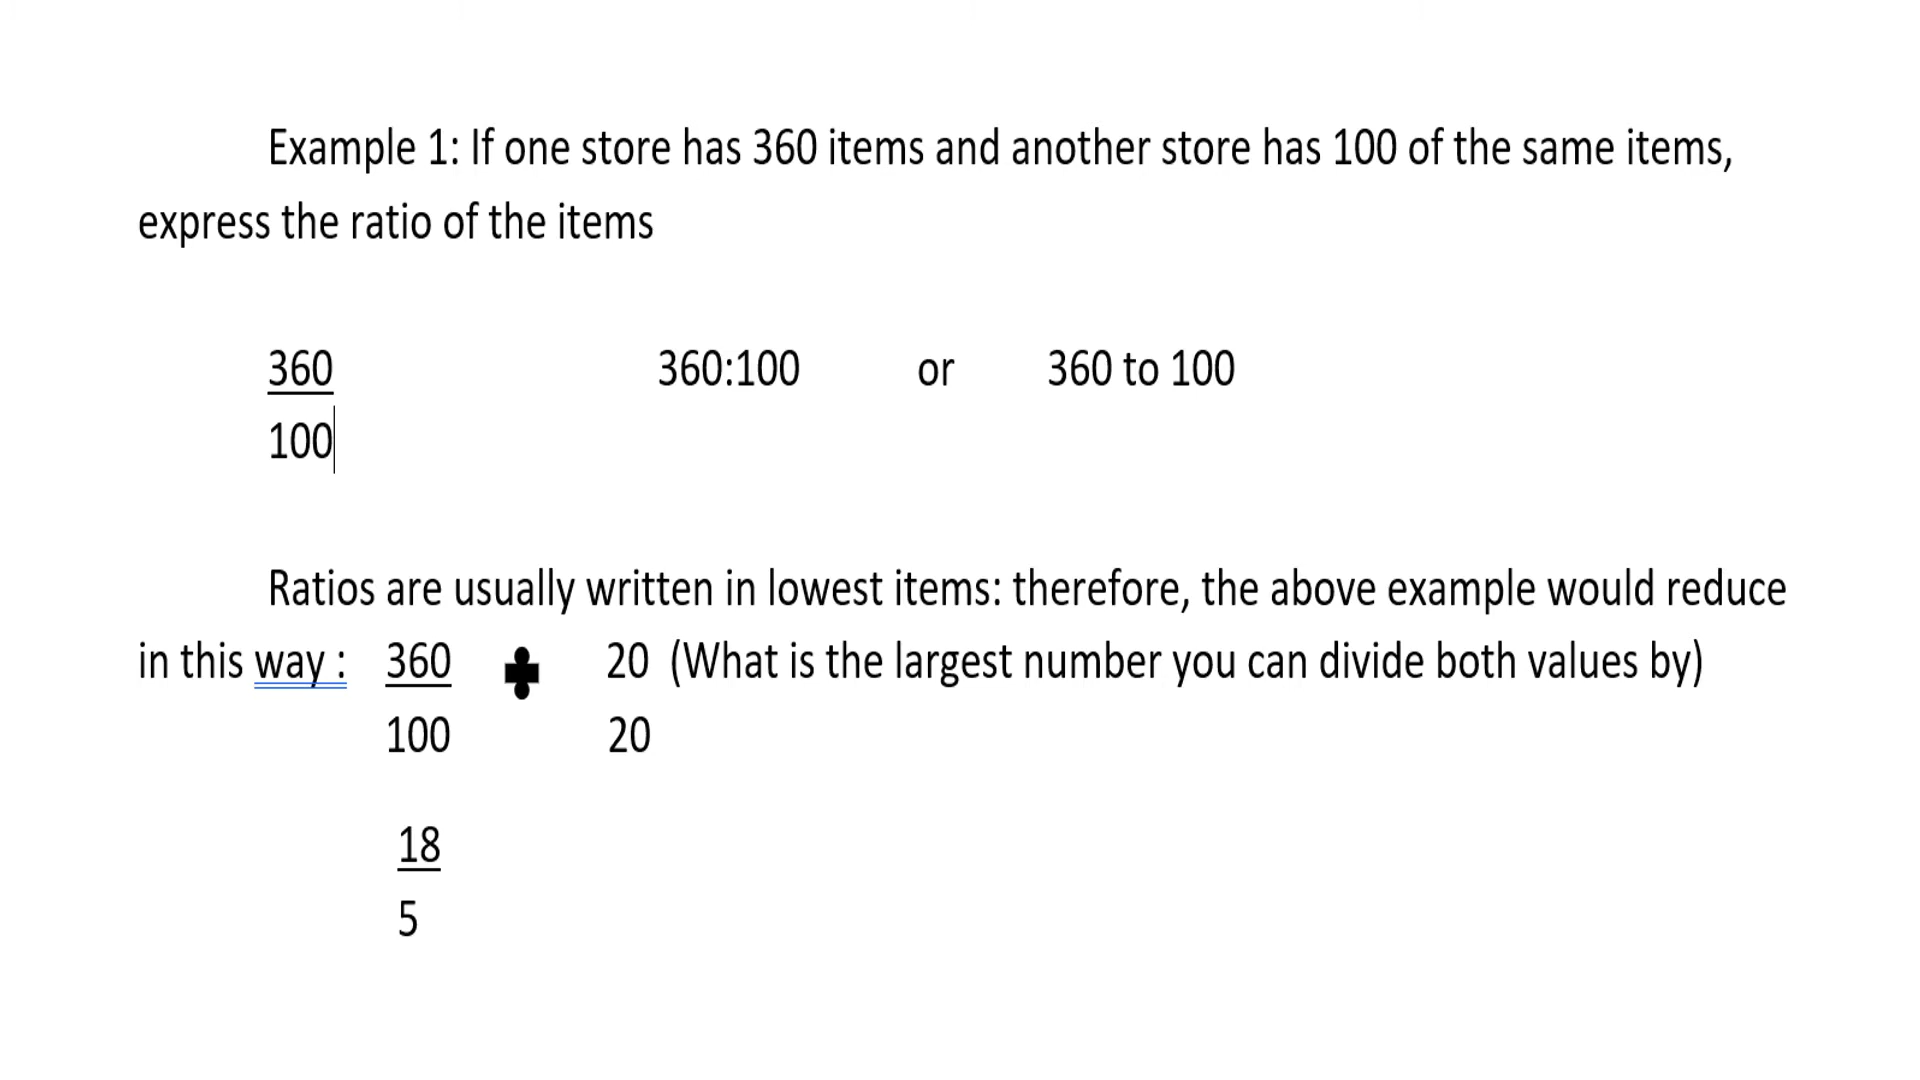 Example 1: If one store has 360 items and another store has 100 of the same items,
express the ratio of the items
360 360:100 or 360 to 100
100
Ratios are usually written in lowest items: therefore, the above example would reduce
in this way : 360 ÷ 20 (What is the largest number you can divide both values by)
100 20
18
5